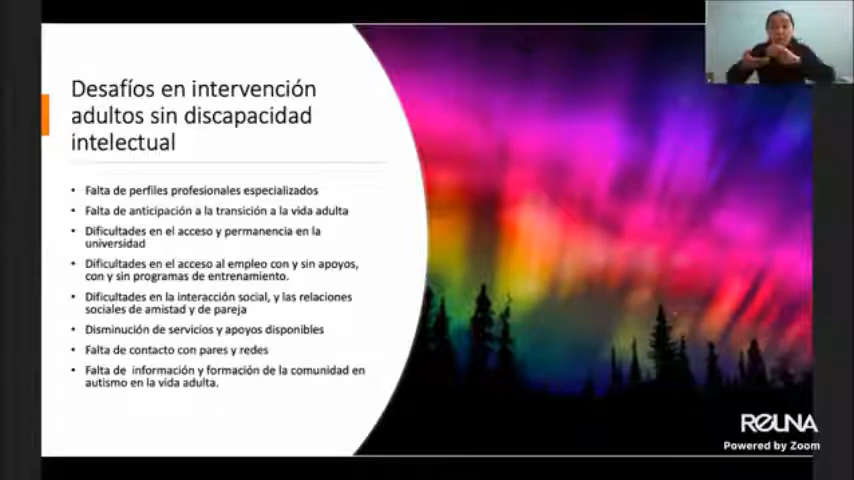 Desafíos en intervención
adultos sin discapacidad
intelectual
• Falta de perfiles profesionales especializados
• Falta de anticipación a la transición a la vida adulta
• Dificultades en el acceso y permanencia en la
universidad
• Dificultades en el acceso al empleo con y sin apoyos,
con y sin programas de entrenamiento.
• Dificultades en la interacción social, y las relaciones
sociales de amistad y de pareja
• Disminución de servicios y apoyos disponibles
• Falta de contacto con pares y redes
• Falta de información y formación de la comunidad en
autismo en la vida adulta.
REUNA
Powered by Zoom